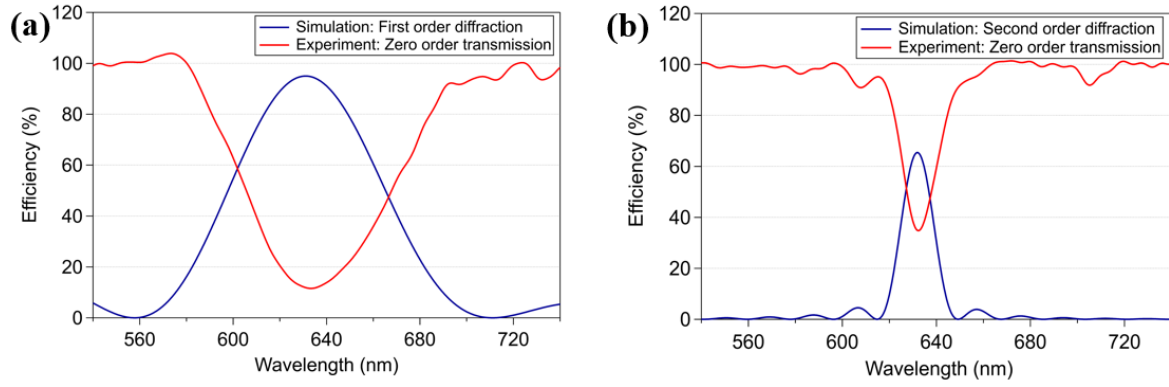 (a)
Simulation: First order diffraction
Experiment: Zero order transmission
Efficiency (%)
120
100
80
60
40
20
0
560 600 640 680 720
Wavelength (nm)
(b)
Simulation: Second order diffraction
Experiment: Zero order transmission
Efficiency (%)
120
100
80
60
40
20
0
560 600 640 680 720
Wavelength (nm)